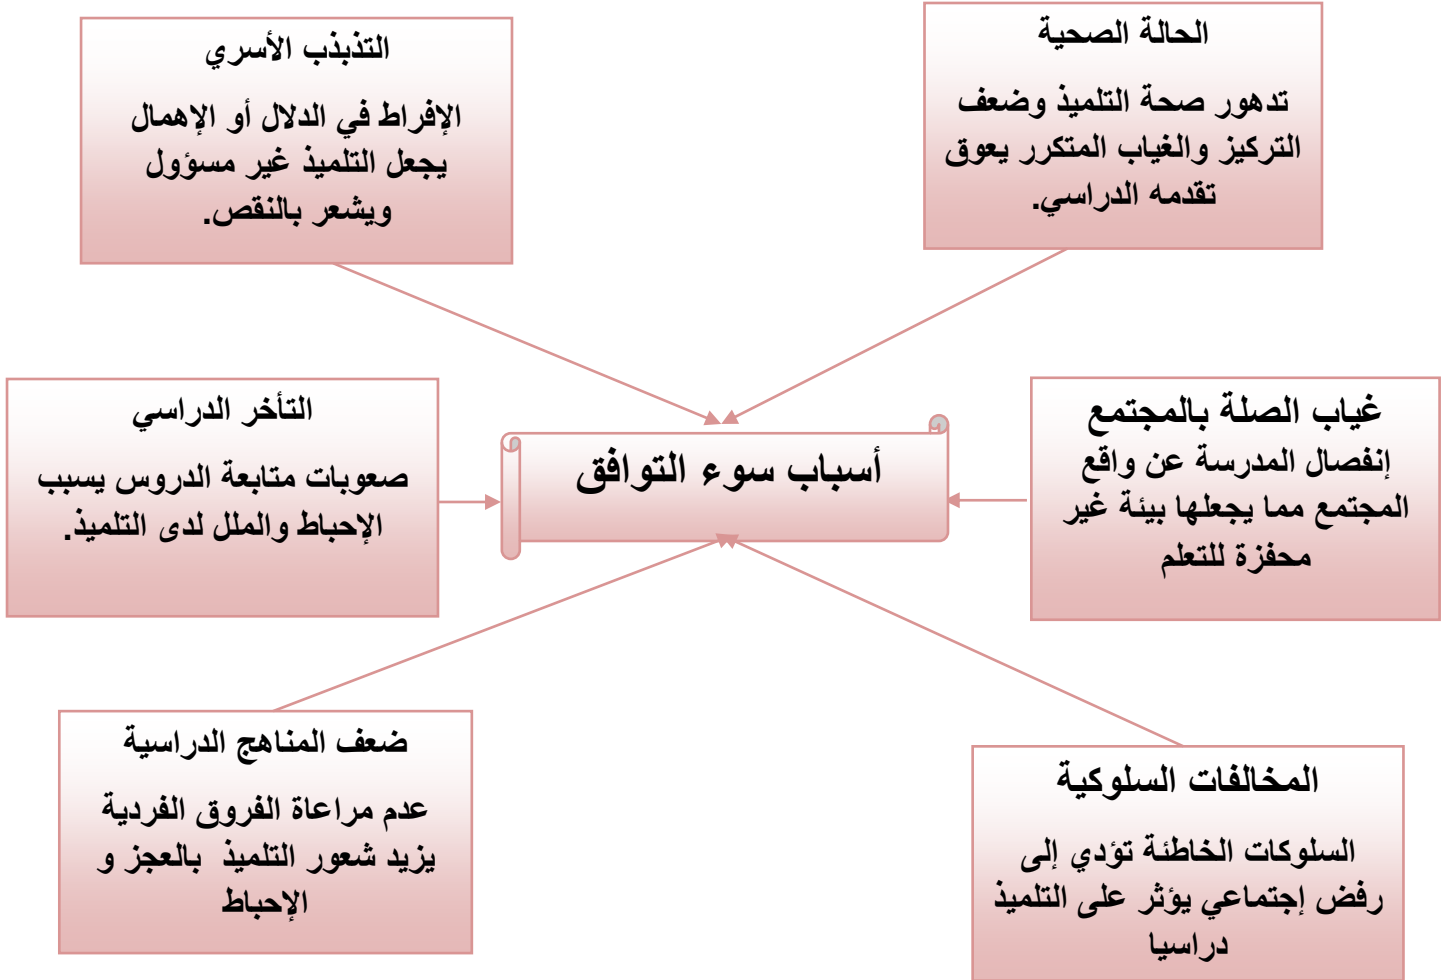 الحالة الصحية
تدهور صحة التلميذ وضعف
التركيز والغياب المتكرر يعوق
تقدمه الدراسي.
التذبذب الأسري
الإفراط في الدلال أو الإهمال
يجعل التلميذ غير مسؤول
ويشعر بالنقص.
غياب الصلة بالمجتمع
إنفصال المدرسة عن واقع
المجتمع مما يجعلها بيئة غير
محفزة للتعلم
أسباب سوء التوافق
التأخر الدراسي
صعوبات متابعة الدروس يسبب
الإحباط والملل لدى التلميذ.
المخالفات السلوكية
السلوكات الخاطئة تؤدي إلى
رفض إجتماعي يؤثر على التلميذ
دراسيا
ضعف المناهج الدراسية
عدم مراعاة الفروق الفردية
يزيد شعور التلميذ بالعجز و
الإحباط